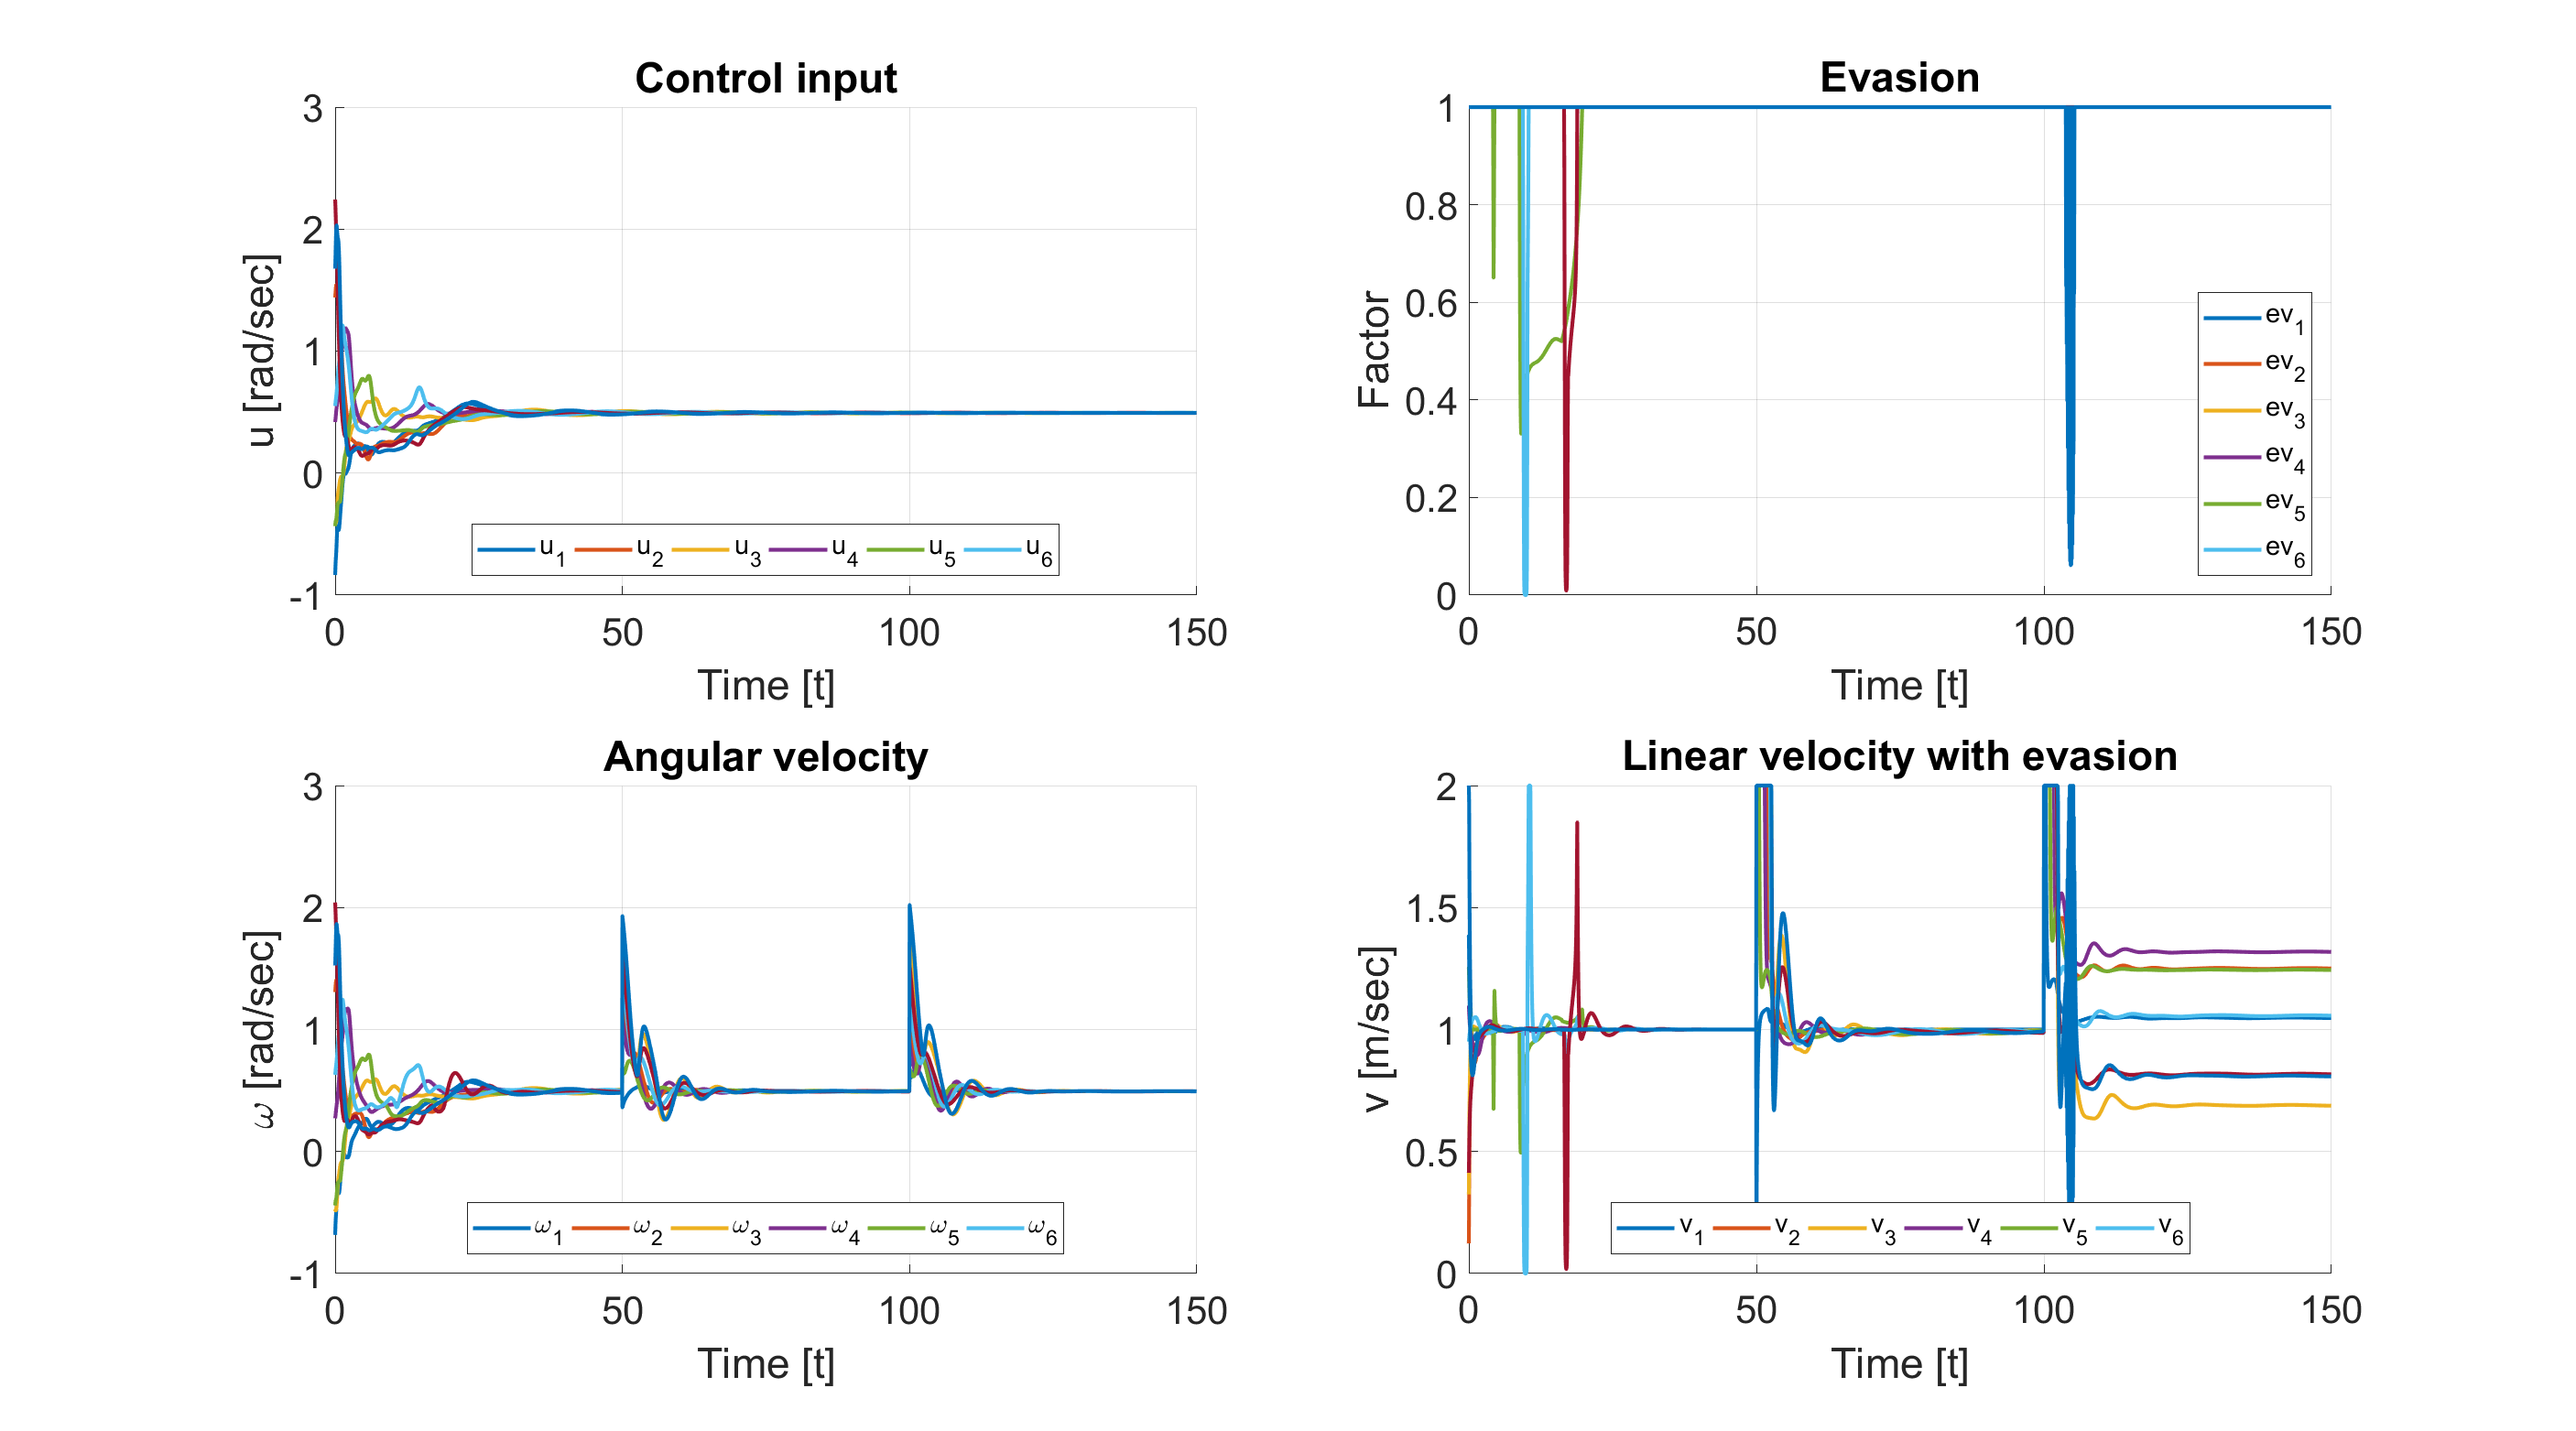 Control input
3
2
1
0
-1
u [rad/sec]
u1 u2 u3 u4 u5 u6
0 50 100 150
Time [t]
Evasion
1
0.8
0.6
0.4
0.2
0
Factor
ev1
ev2
ev3
ev4
ev5
ev6
0 50 100 150
Time [t]
Angular velocity
3
2
1
0
-1
ω [rad/sec]
ω1 ω2 ω3 ω4 ω5 ω6
0 50 100 150
Time [t]
Linear velocity with evasion
2
1.5
1
0.5
0
v [m/sec]
v1 v2 v3 v4 v5 v6
0 50 100 150
Time [t]